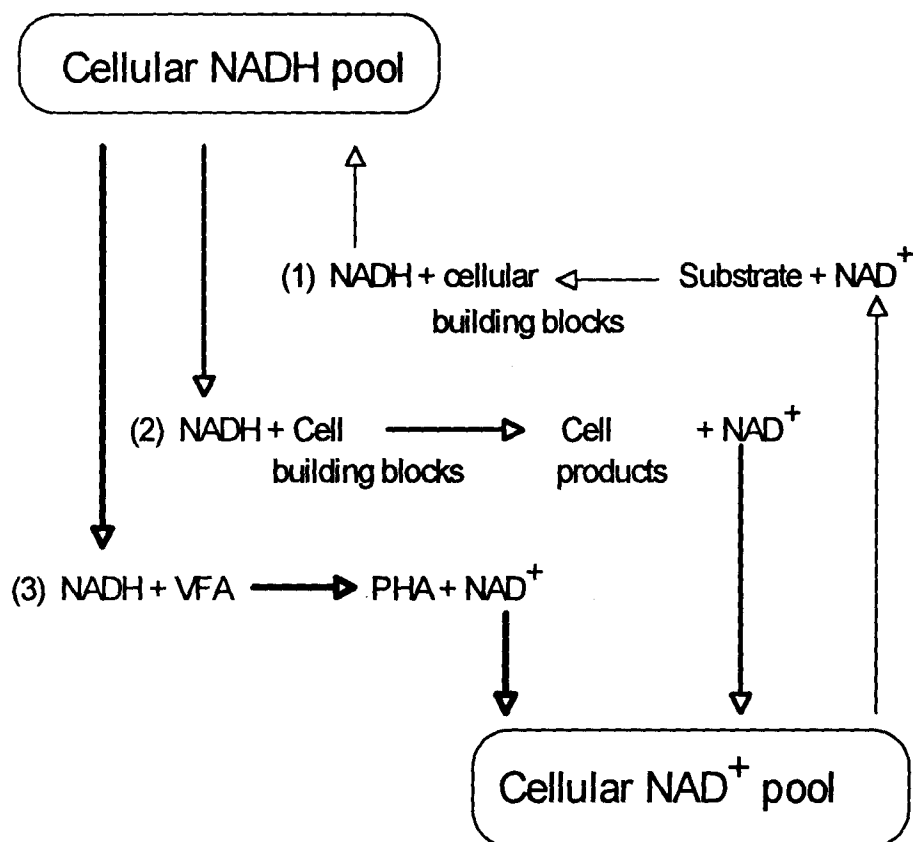 Cellular NADH pool
(1) NADH + cellular building blocks
Substrate + NAD⁺
(2) NADH + Cell building blocks
Cell products
+ NAD⁺
(3) NADH + VFA
PHA + NAD⁺
Cellular NAD⁺ pool